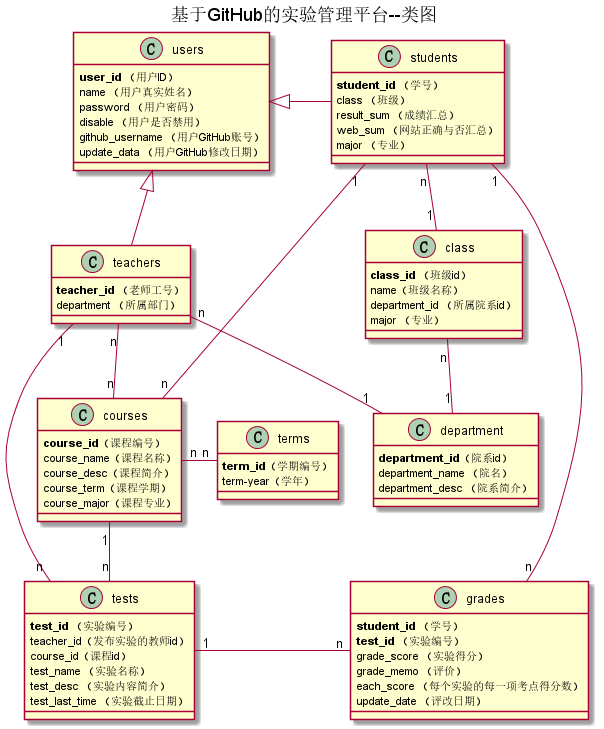 基于GitHub的实验管理平台--类图
C users
user_id （用户ID）
name （用户真实姓名）
password （用户密码）
disable （用户是否禁用）
github_username （用户GitHub账号）
update_data （用户GitHub修改日期）
C students
student_id （学号）
class （班级）
result_sum （成绩汇总）
web_sum （网站正确与否汇总）
major （专业）
1
n
1
1
C teachers
teacher_id （老师工号）
department （所属部门）
C class
class_id （班级id）
name（班级名称）
department_id （所属院系id）
major （专业）
n
1
n
n
n
n
1
1
C courses
course_id（课程编号）
course_name（课程名称）
course_desc（课程简介）
course_term（课程学期）
course_major（课程专业）
n n
C terms
term_id（学期编号）
term-year（学年）
C department
department_id（院系id）
department_name （院名）
department_desc （院系简介）
1
n
n
n
C tests
test_id （实验编号）
teacher_id（发布实验的教师id）
course_id（课程id）
test_name （实验名称）
test_desc （实验内容简介）
test_last_time （实验截止日期）
1
n
C grades
student_id （学号）
test_id （实验编号）
grade_score （实验得分）
grade_memo （评价）
each_score （每个实验的每一项考点得分数）
update_date （评改日期）